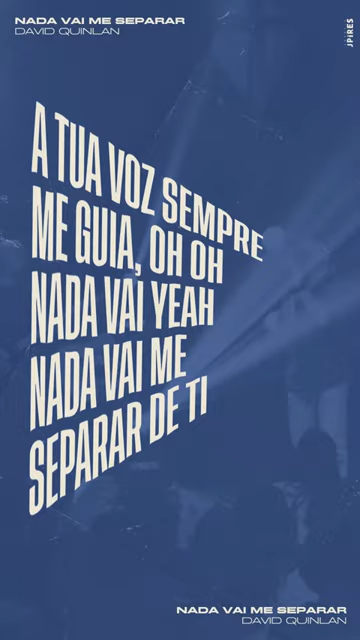 NADA VAI ME SEPARAR
DAVID QUINLAN
JPiRES
A TUA VOZ SEMPRE
ME GUIA, OH OH
NADA VAI YEAH
NADA VAI ME
SEPARAR DE TI
NADA VAI ME SEPARAR
DAVID QUINLAN